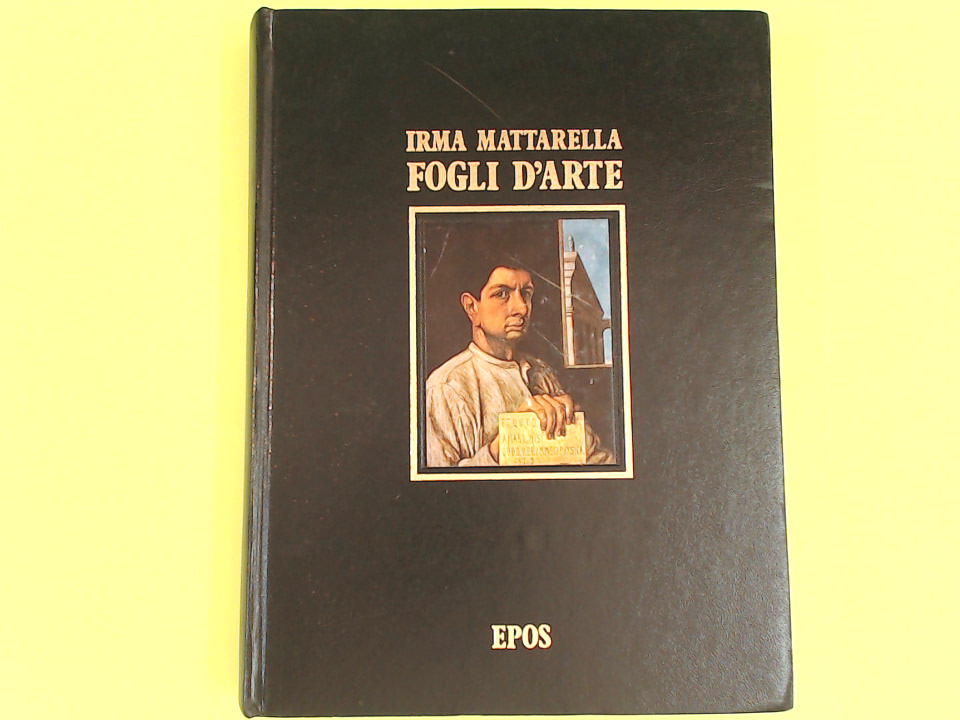 IRMA MATTARELLA
FOGLI D'ARTE
EPOS